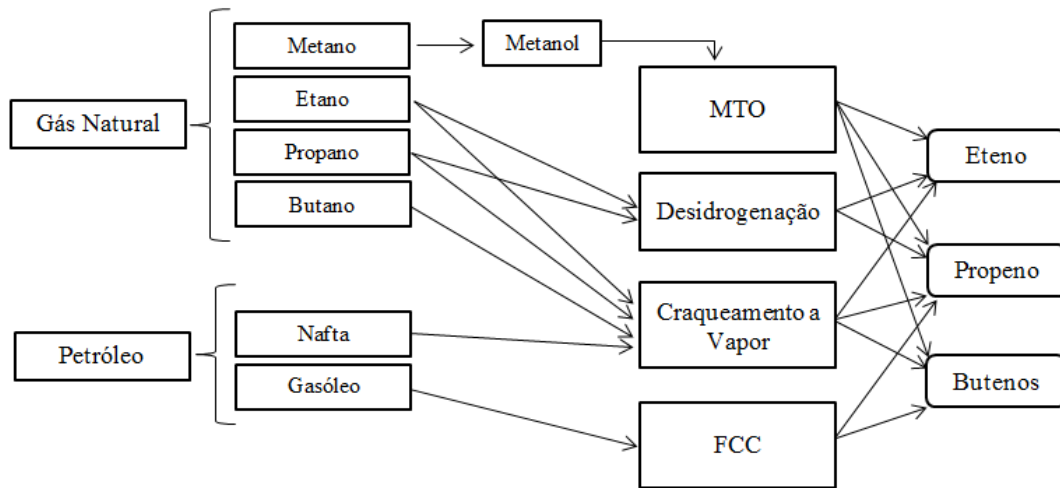 Metano
Metanol
Etano
Gás Natural
Propano
Butano
MTO
Desidrogenação
Craqueamento a
Vapor
FCC
Eteno
Propeno
Butenos
Petróleo
Nafta
Gasóleo